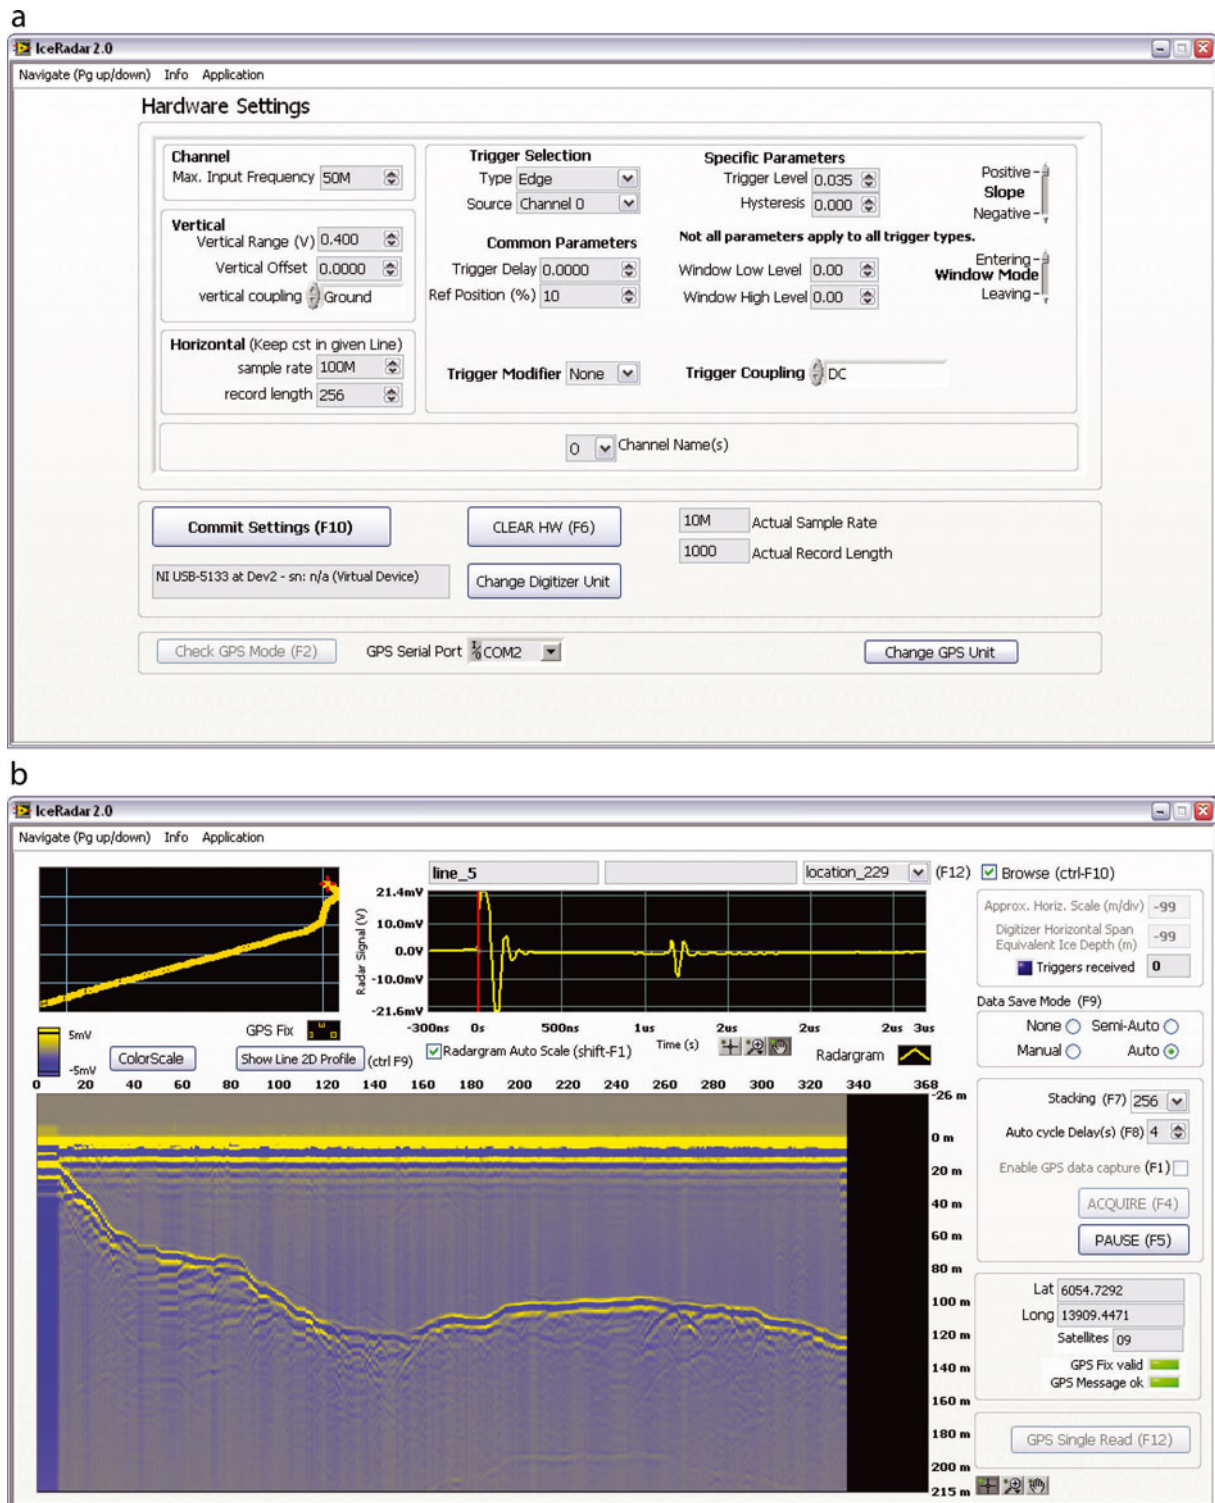 a
IceRadar 2.0
Navigate (Pg up/down) Info Application
Hardware Settings
Channel
Max. Input Frequency 50M
Vertical
Vertical Range (V) 0.400
Vertical Offset 0.0000
vertical coupling Ground
Horizontal (Keep cst in given Line)
sample rate 100M
record length 256
Trigger Selection
Type Edge
Source Channel 0
Common Parameters
Trigger Delay 0.0000
Ref Position (%) 10
Trigger Modifier None
Specific Parameters
Trigger Level 0.035
Hysteresis 0.000
Not all parameters apply to all trigger types.
Window Low Level 0.00
Window High Level 0.00
Trigger Coupling DC
Positive
Slope
Negative
Entering
Window Mode
Leaving
0 Channel Name(s)
Commit Settings (F10)
CLEAR HW (F6)
10M Actual Sample Rate
1000 Actual Record Length
NI USB-5133 at Dev2 - sn: n/a (Virtual Device)
Change Digitizer Unit
Check GPS Mode (F2)
GPS Serial Port COM2
Change GPS Unit
b
IceRadar 2.0
Navigate (Pg up/down) Info Application
line_5
location_229 (F12)
Browse (ctrl-F10)
Radar Signal (V)
21.4mV
10.0mV
0.0V
-10.0mV
-21.6mV
-300ns 0s 500ns 1us 2us 2us 2us 3us
Time (s)
GPS Fix
5mV
-5mV
ColorScale
Show Line 2D Profile (ctrl F9)
Radargram Auto Scale (shift-F1)
Radargram
0 20 40 60 80 100 120 140 160 180 200 220 240 260 280 300 320 340 368
-26 m
0 m
20 m
40 m
60 m
80 m
100 m
120 m
140 m
160 m
180 m
200 m
215 m
Approx. Horiz. Scale (m/div) -99
Digitizer Horizontal Span
Equivalent Ice Depth (m) -99
Triggers received 0
Data Save Mode (F9)
None Semi-Auto
Manual Auto
Stacking (F7) 256
Auto cycle Delay(s) (F8) 4
Enable GPS data capture (F1)
ACQUIRE (F4)
PAUSE (F5)
Lat 6054.7292
Long 13909.4471
Satellites 09
GPS Fix valid
GPS Message ok
GPS Single Read (F12)